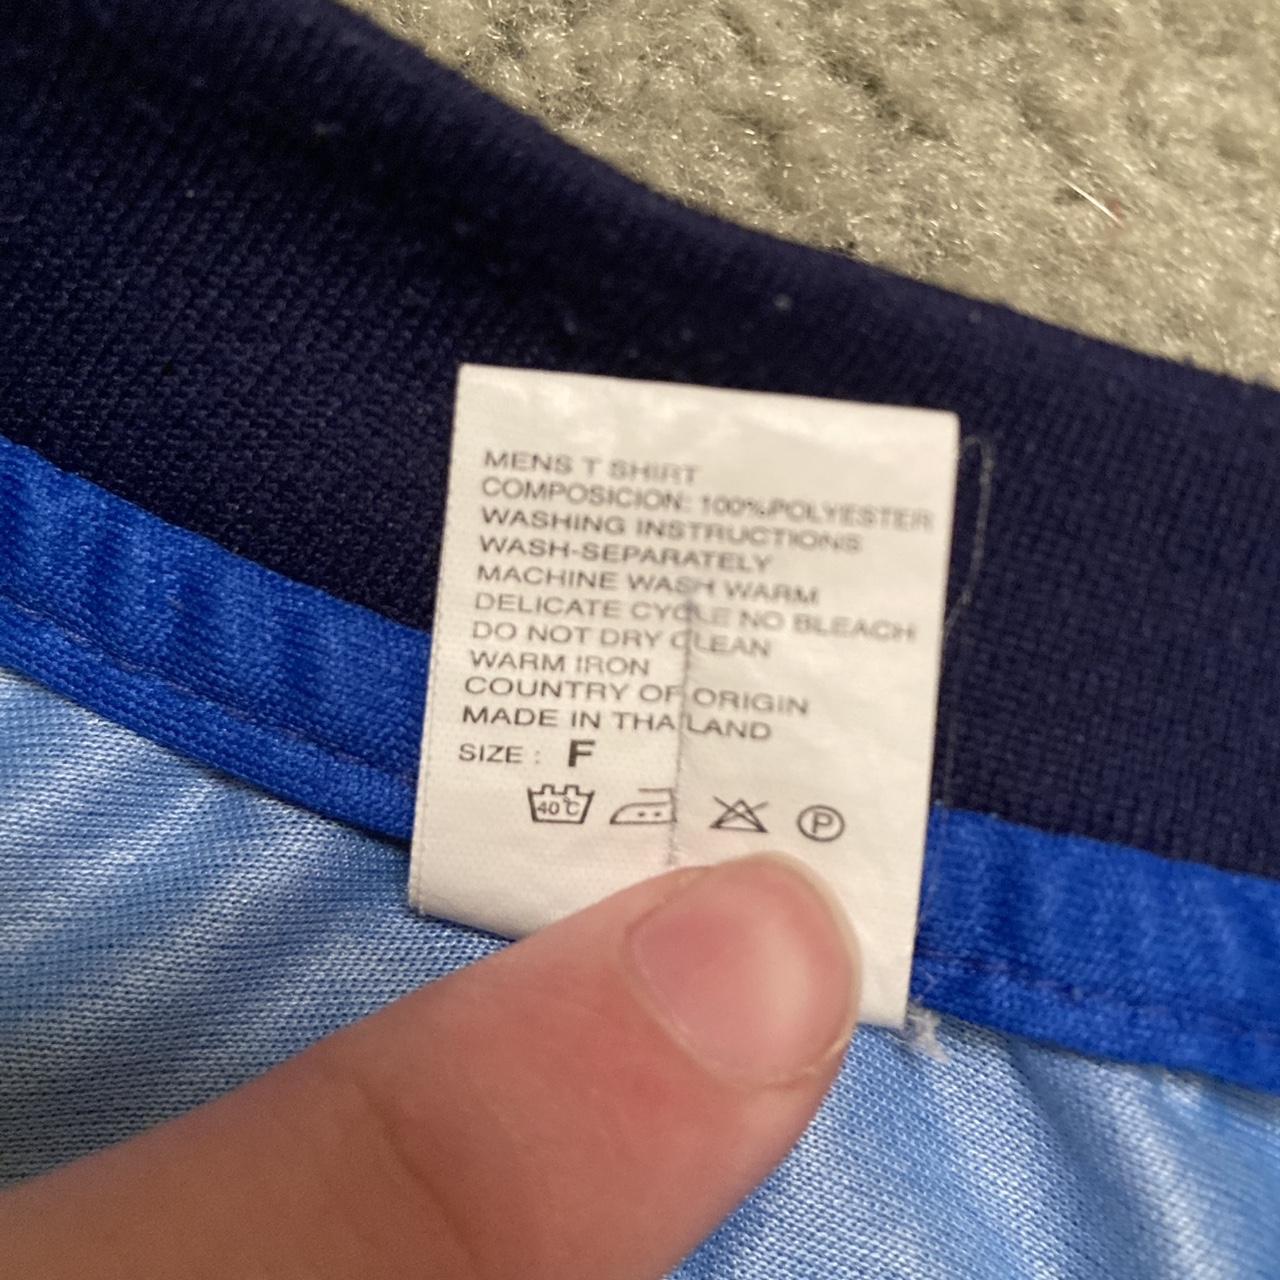 MENS T SHIRT
COMPOSICION: 100%POLYESTER
WASHING INSTRUCTIONS
WASH-SEPARATELY
MACHINE WASH WARM
DELICATE CYCLE NO BLEACH
DO NOT DRY CLEAN
WARM IRON
COUNTRY OF ORIGIN
MADE IN THAILAND
SIZE : F
40°C P